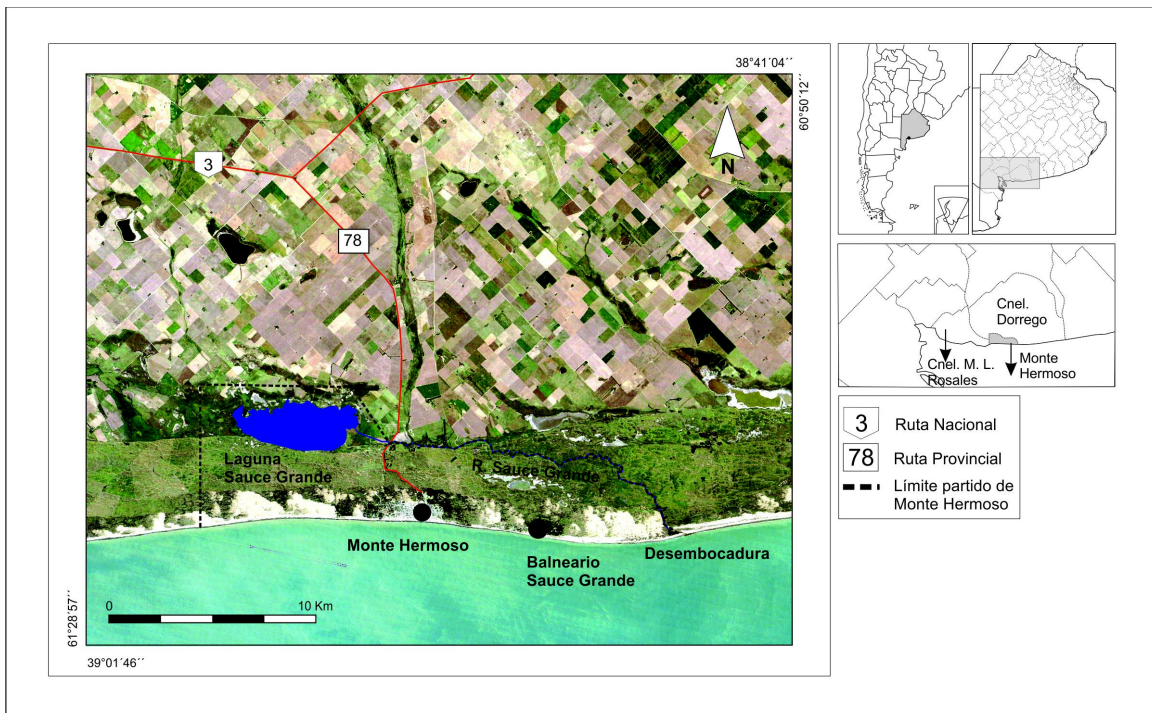 38°41´04´´
60°50´12´´
N
3
78
Laguna
Sauce Grande
R. Sauce Grande
Monte Hermoso
Balneario
Sauce Grande
Desembocadura
0 10 Km
61°28´57´´
39°01´46´´
Cnel.
Dorrego
Cnel. M. L.
Rosales
Monte
Hermoso
3 Ruta Nacional
78 Ruta Provincial
Límite partido de
Monte Hermoso